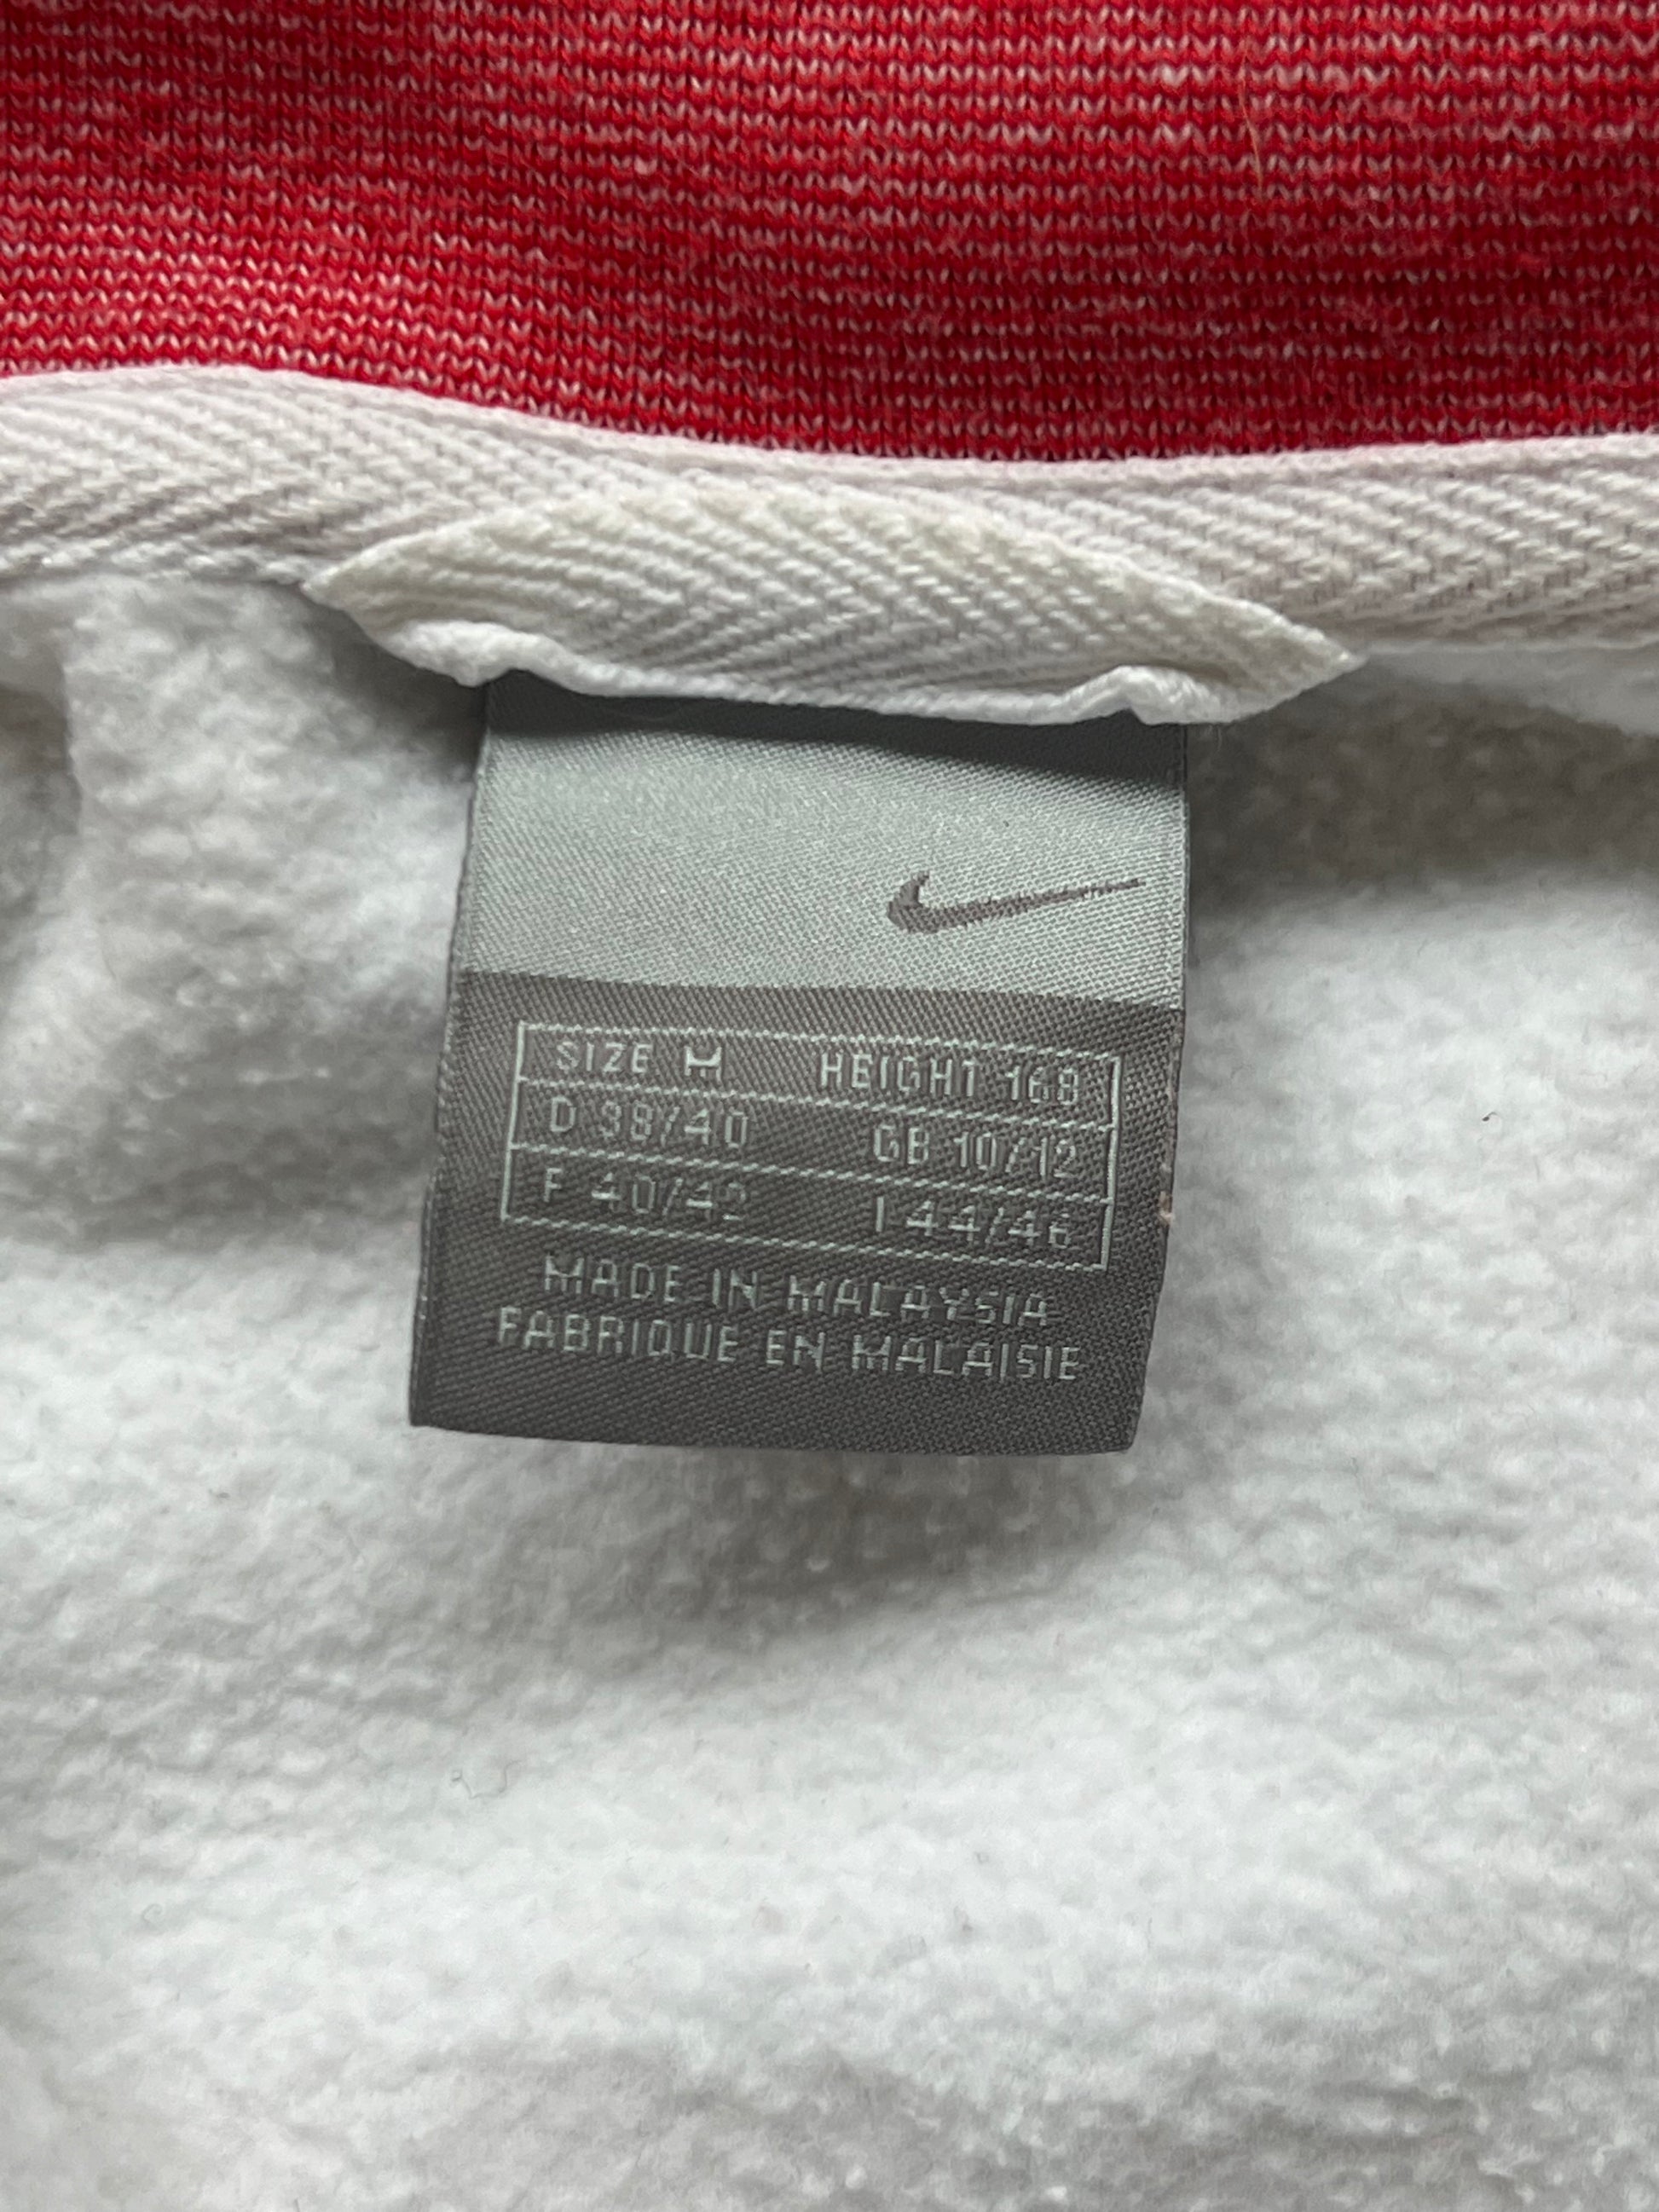 SIZE M HEIGHT 168
D 38/40 GB 10/12
F 40/42 I 44/46
MADE IN MALAYSIA
FABRIQUE EN MALAISIE